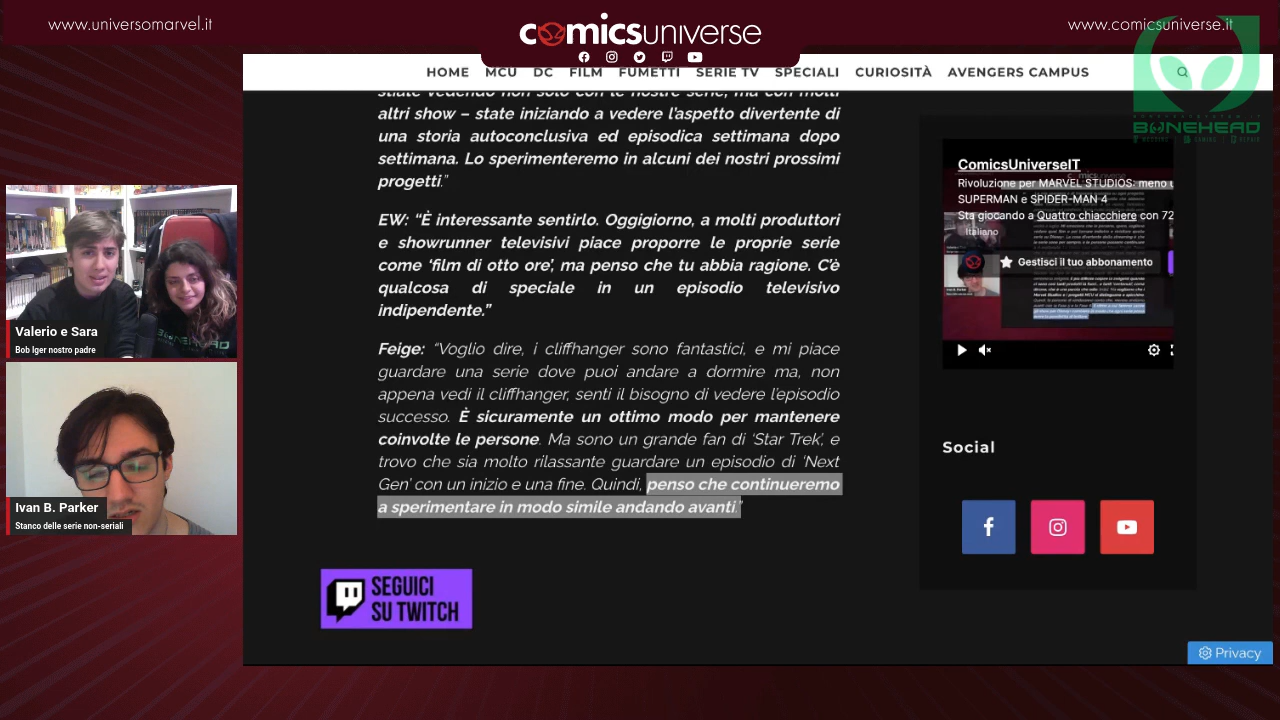 www.universomarvel.it
comicsuniverse
www.comicsuniverse.it
HOME MCU DC FILM FUMETTI SERIE TV SPECIALI CURIOSITÀ AVENGERS CAMPUS
BONEHEAD
state vedendo non solo con le nostre serie, ma con molti
altri show – state iniziando a vedere l'aspetto divertente di
una storia autoconclusiva ed episodica settimana dopo
settimana. Lo sperimenteremo in alcuni dei nostri prossimi
progetti."
EW: "È interessante sentirlo. Oggigiorno, a molti produttori
e showrunner televisivi piace proporre le proprie serie
come 'film di otto ore', ma penso che tu abbia ragione. C'è
di speciale in un episodio televisivo
indipendente."
Feige: "Voglio dire, i cliffhanger sono fantastici, e mi piace
guardare una serie dove puoi andare a dormire ma, non
appena vedi il cliffhanger, senti il bisogno di vedere l'episodio
successo. È sicuramente un ottimo modo per mantenere
coinvolte le persone. Ma sono un grande fan di 'Star Trek', e
trovo che sia molto rilassante guardare un episodio di 'Next
Gen' con un inizio e una fine. Quindi, penso che continueremo
a sperimentare in modo simile andando avanti."
SEGUICI
SU TWITCH
ComicsUniverseIT
Rivoluzione per MARVEL STUDIOS: meno
SUPERMAN e SPIDER-MAN 4
Sta giocando a Quattro chiacchiere con 72
Italiano
Gestisci il tuo abbonamento
Social
Privacy
Valerio e Sara
Bob Iger nostro padre
BONEHEAD
Ivan B. Parker
Stanco delle serie non-seriali